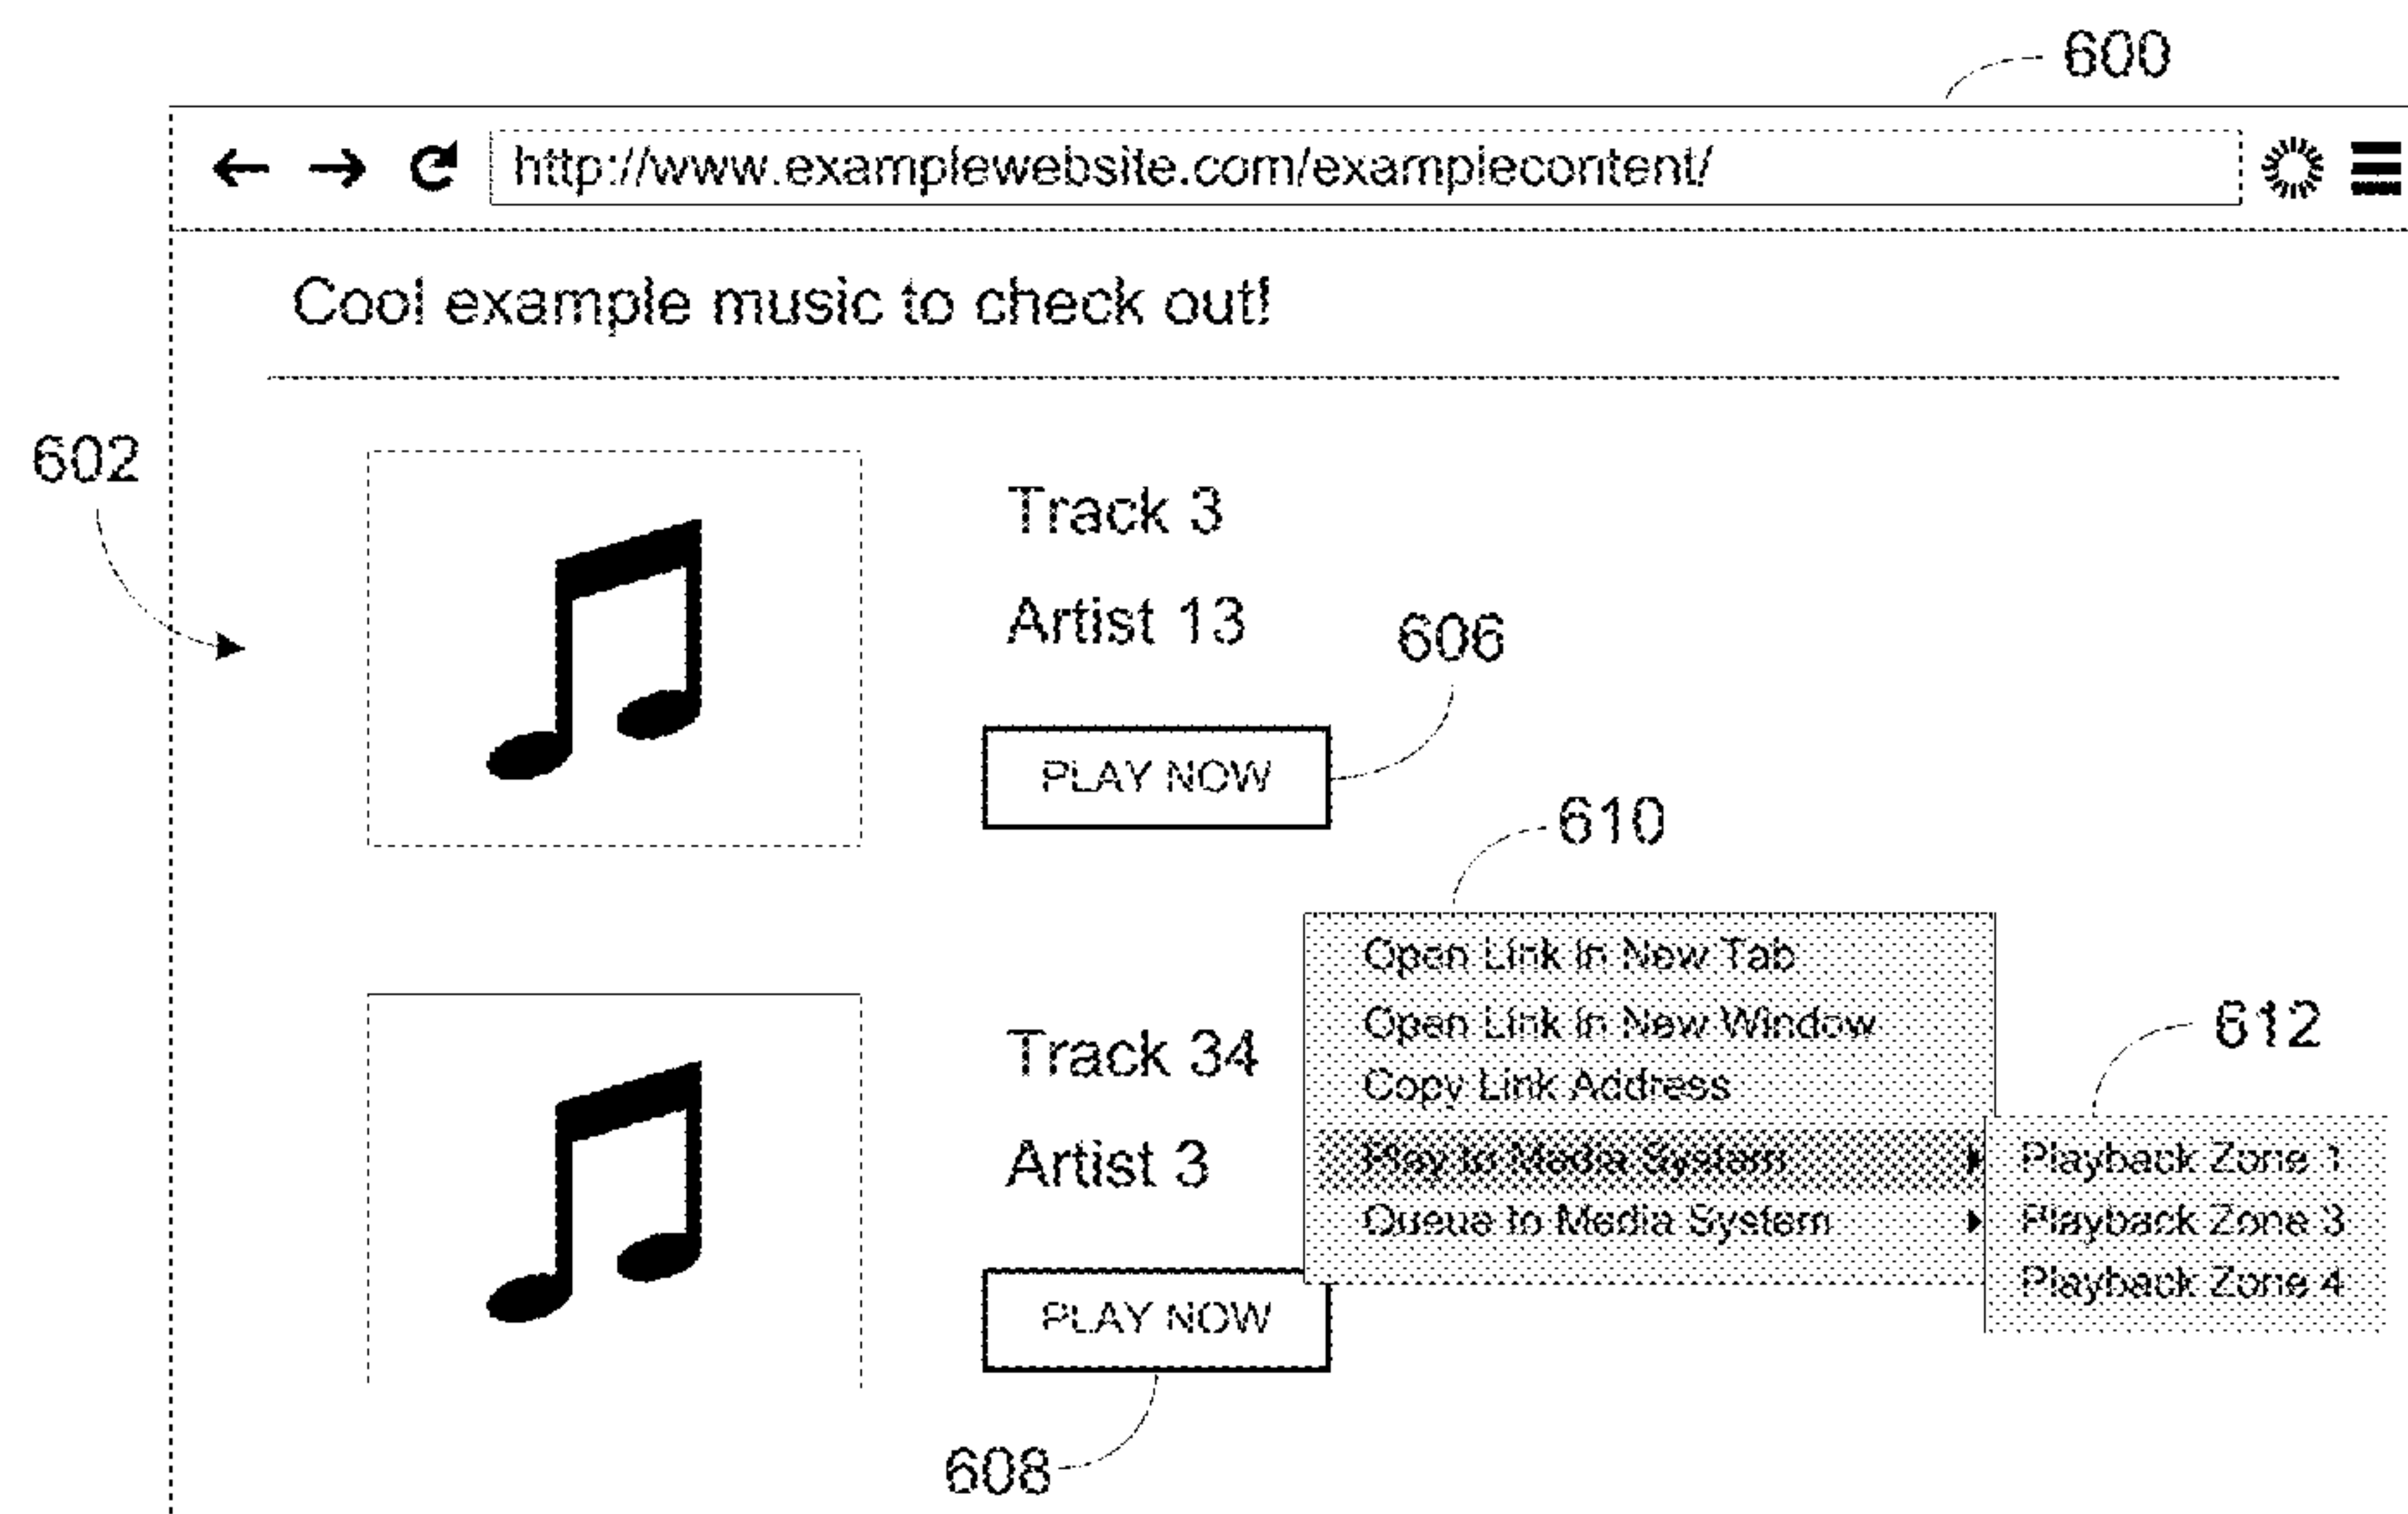 600
http://www.examplewebsite.com/examplecontent/
Cool example music to check out!
602
Track 3
Artist 13
606
PLAY NOW
610
Open Link in New Tab
Open Link in New Window
Copy Link Address
Play to Media System
Queue to Media System
612
Playback Zone 1
Playback Zone 3
Playback Zone 4
Track 34
Artist 3
PLAY NOW
608